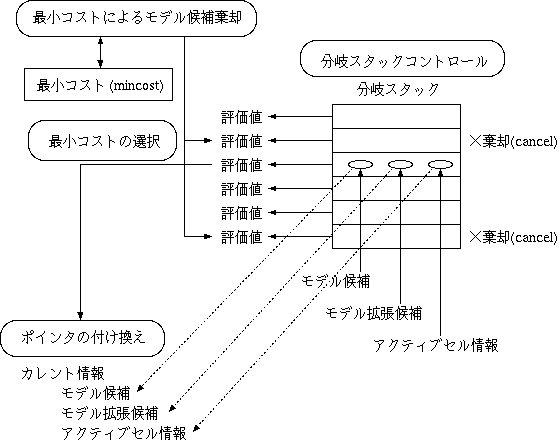 最小コストによるモデル候補棄却
最小コスト (mincost)
分岐スタックコントロール
分岐スタック
最小コストの選択
評価値
評価値
×棄却(cancel)
評価値
評価値
評価値
評価値
×棄却(cancel)
モデル候補
モデル拡張候補
アクティブセル情報
ポインタの付け換え
カレント情報
モデル候補
モデル拡張候補
アクティブセル情報